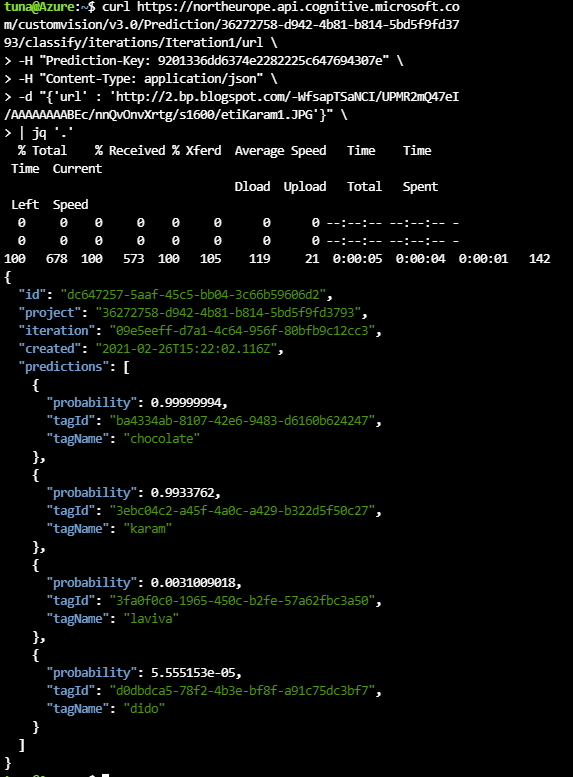 tuna@Azure:~$ curl https://northeurope.api.cognitive.microsoft.co
m/customvision/v3.0/Prediction/36272758-d942-4b81-b814-5bd5f9fd37
93/classify/iterations/Iteration1/url \
> -H "Prediction-Key: 9201336dd6374e2282225c647694307e" \
> -H "Content-Type: application/json" \
> -d "{'url' : 'http://2.bp.blogspot.com/-WfsapTSaNCI/UPMR2mQ47eI
/AAAAAAAABEc/nnQvOnvXrtg/s1600/etiKaram1.JPG'}" \
> | jq '.'
% Total % Received % Xferd Average Speed Time Time
Time Current
Dload Upload Total Spent
Left Speed
0 0 0 0 0 0 0 0 --:--:-- --:--:-- -
0 0 0 0 0 0 0 0 --:--:-- --:--:-- -
100 678 100 573 100 105 119 21 0:00:05 0:00:04 0:00:01 142
{
"id": "dc647257-5aaf-45c5-bb04-3c66b59606d2",
"project": "36272758-d942-4b81-b814-5bd5f9fd3793",
"iteration": "09e5eeff-d7a1-4c64-956f-80bfb9c12cc3",
"created": "2021-02-26T15:22:02.116Z",
"predictions": [
{
"probability": 0.99999994,
"tagId": "ba4334ab-8107-42e6-9483-d6160b624247",
"tagName": "chocolate"
},
{
"probability": 0.9933762,
"tagId": "3ebc04c2-a45f-4a0c-a429-b322d5f50c27",
"tagName": "karam"
},
{
"probability": 0.0031009018,
"tagId": "3fa0f0c0-1965-450c-b2fe-57a62fbc3a50",
"tagName": "laviva"
},
{
"probability": 5.555153e-05,
"tagId": "d0dbdca5-78f2-4b3e-bf8f-a91c75dc3bf7",
"tagName": "dido"
}
]
}